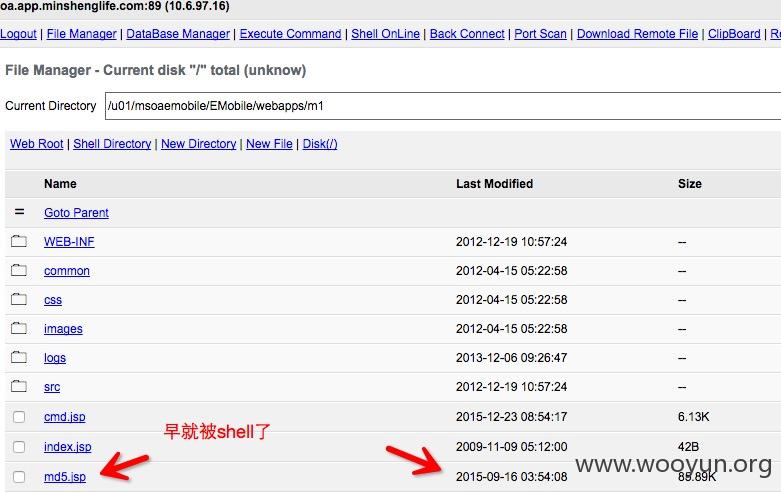 oa.app.minshenglife.com:89 (10.6.97.16)
Logout | File Manager | DataBase Manager | Execute Command | Shell OnLine | Back Connect | Port Scan | Download Remote File | ClipBoard |
File Manager - Current disk "/" total (unknow)
Current Directory /u01/msoaemobile/EMobile/webapps/m1
Web Root | Shell Directory | New Directory | New File | Disk(/)
Name Last Modified Size
= Goto Parent
WEB-INF 2012-12-19 10:57:24 --
common 2012-04-15 05:22:58 --
css 2012-04-15 05:22:58 --
images 2012-04-15 05:22:58 --
logs 2013-12-06 09:26:47 --
src 2012-12-19 10:57:24 --
cmd.jsp 2015-12-23 08:54:17 6.13K
早就被shell了
index.jsp 2009-11-09 05:12:00 42B
md5.jsp 2015-09-16 03:54:08
www.wooyun.org